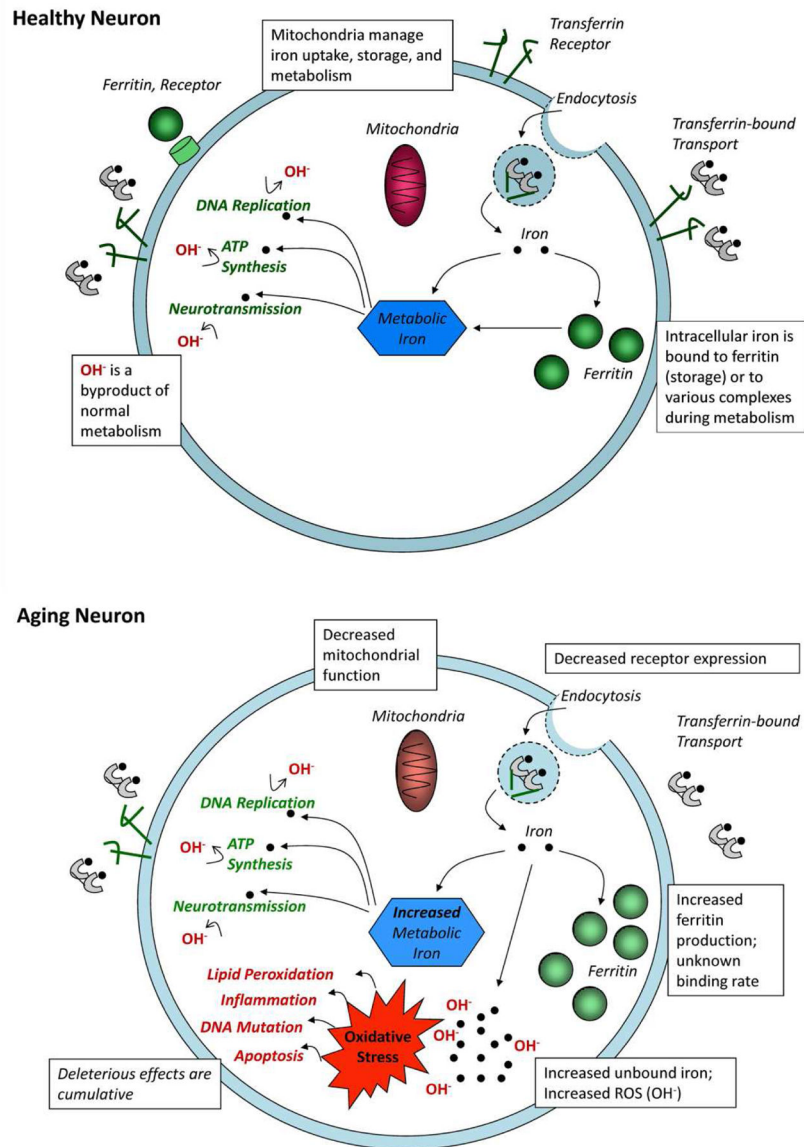 Healthy Neuron
Mitochondria manage
iron uptake, storage, and
metabolism
Transferrin
Receptor
Ferritin, Receptor
Endocytosis
Mitochondria
Transferrin-bound
Transport
OH-
DNA Replication
Iron
OH-
ATP
Synthesis
Neurotransmission
OH-
Metabolic
Iron
Ferritin
Intracellular iron is
bound to ferritin
(storage) or to
various complexes
during metabolism
OH- is a
byproduct of
normal
metabolism
Aging Neuron
Decreased
mitochondrial
function
Decreased receptor expression
Endocytosis
Mitochondria
Transferrin-bound
Transport
OH-
DNA Replication
Iron
OH-
ATP
Synthesis
Neurotransmission
OH-
Increased
Metabolic
Iron
Increased
ferritin
production;
unknown
binding rate
Ferritin
Lipid Peroxidation
Inflammation
DNA Mutation
Apoptosis
Oxidative
Stress
OH-
OH-
OH-
OH-
Deleterious effects are
cumulative
Increased unbound iron;
Increased ROS (OH-)